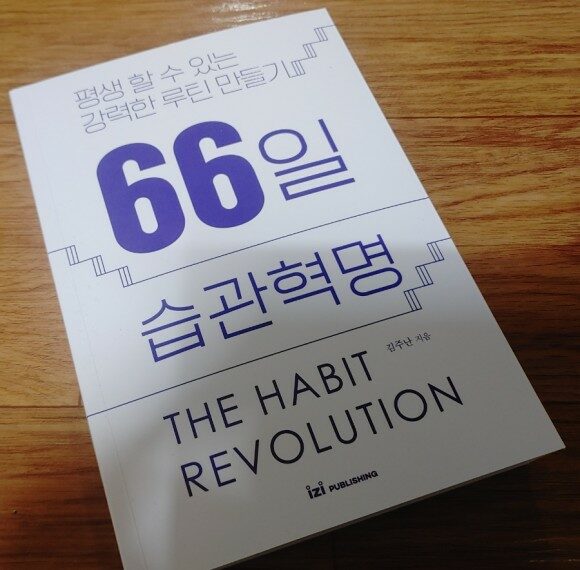 평생 할 수 있는
강력한 루틴 만들기
66일
습관혁명
김주난 지음
THE HABIT
REVOLUTION
izi PUBLISHING